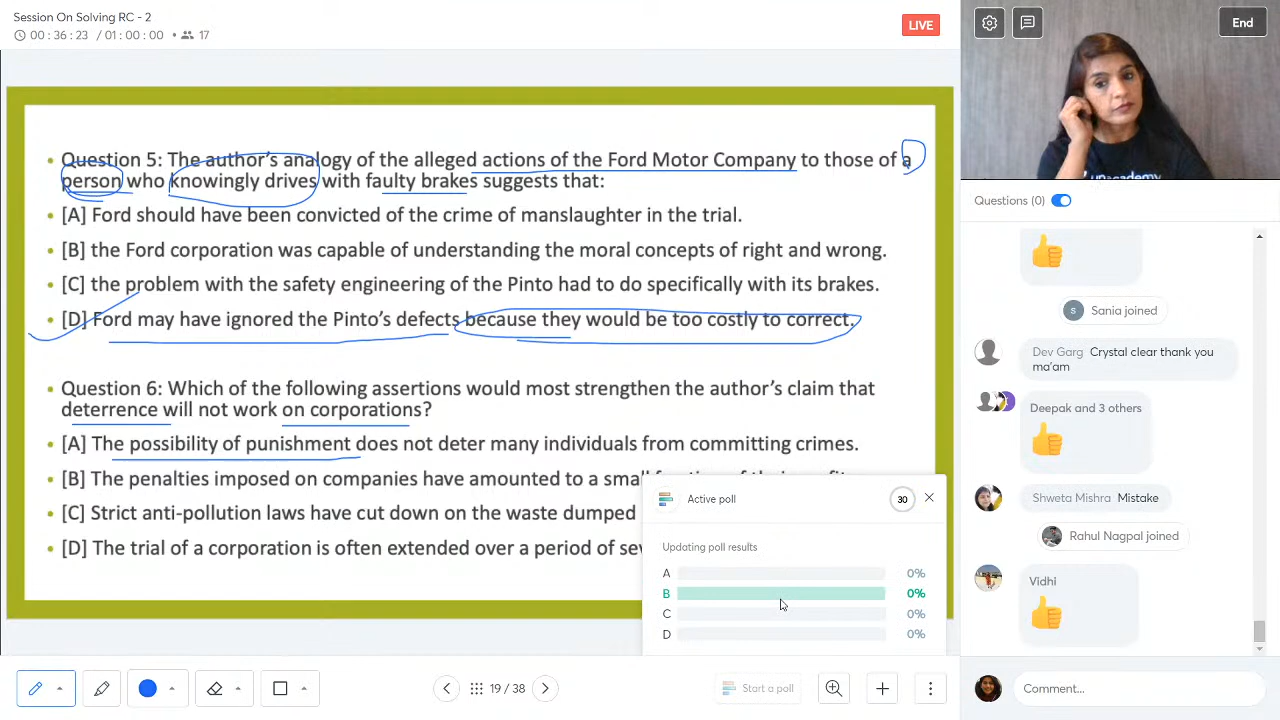 Session On Solving RC - 2
00 : 36 : 23 / 01 : 00 : 00 • 17
LIVE
End
• Question 5: The author's analogy of the alleged actions of the Ford Motor Company to those of a
person who knowingly drives with faulty brakes suggests that:
• [A] Ford should have been convicted of the crime of manslaughter in the trial.
• [B] the Ford corporation was capable of understanding the moral concepts of right and wrong.
• [C] the problem with the safety engineering of the Pinto had to do specifically with its brakes.
• [D] Ford may have ignored the Pinto's defects because they would be too costly to correct.
• Question 6: Which of the following assertions would most strengthen the author's claim that
deterrence will not work on corporations?
• [A] The possibility of punishment does not deter many individuals from committing crimes.
• [B] The penalties imposed on companies have amounted to a small
• [C] Strict anti-pollution laws have cut down on the waste dumped
• [D] The trial of a corporation is often extended over a period of
Active poll
30
Updating poll results
A 0%
B 0%
C 0%
D 0%
Questions (0)
Sania joined
S
Dev Garg Crystal clear thank you
ma'am
Deepak and 3 others
Shweta Mishra Mistake
Rahul Nagpal joined
Vidhi
19 / 38
Start a poll
Comment...